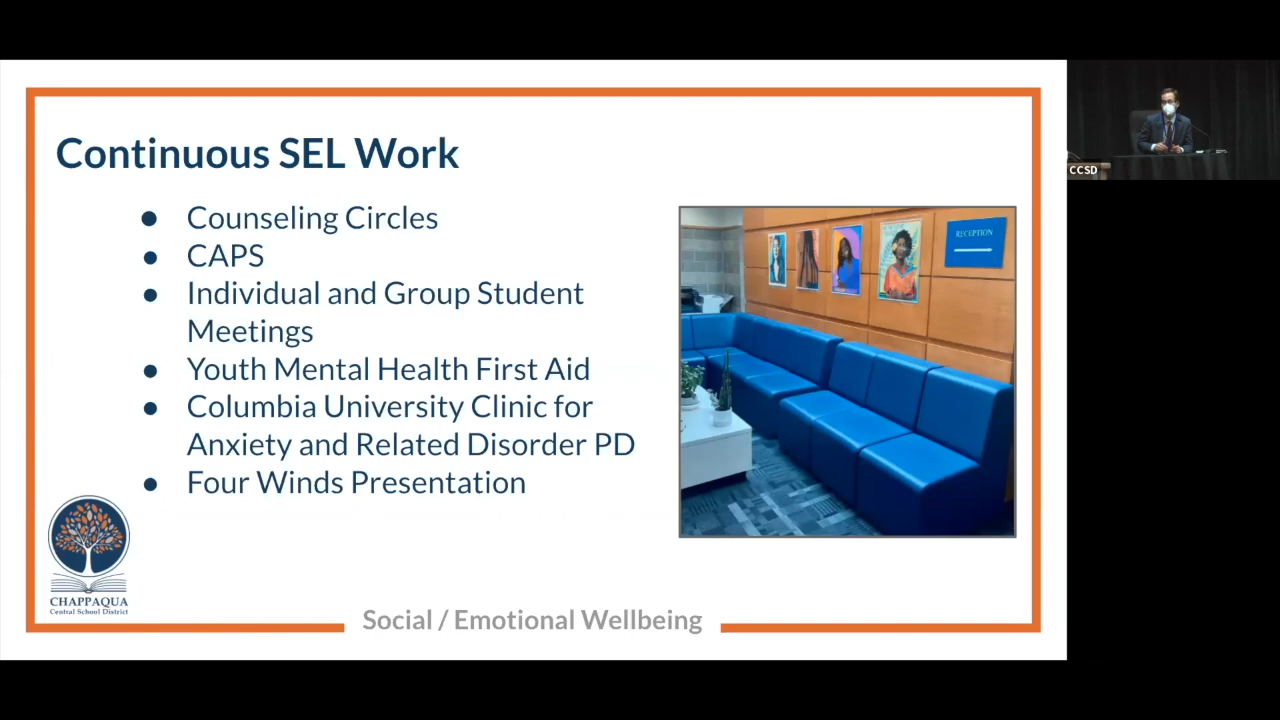 Continuous SEL Work
● Counseling Circles
● CAPS
● Individual and Group Student
Meetings
● Youth Mental Health First Aid
● Columbia University Clinic for
Anxiety and Related Disorder PD
● Four Winds Presentation
RECEPTION
CHAPPAQUA
Central School District
Social / Emotional Wellbeing
CCSD